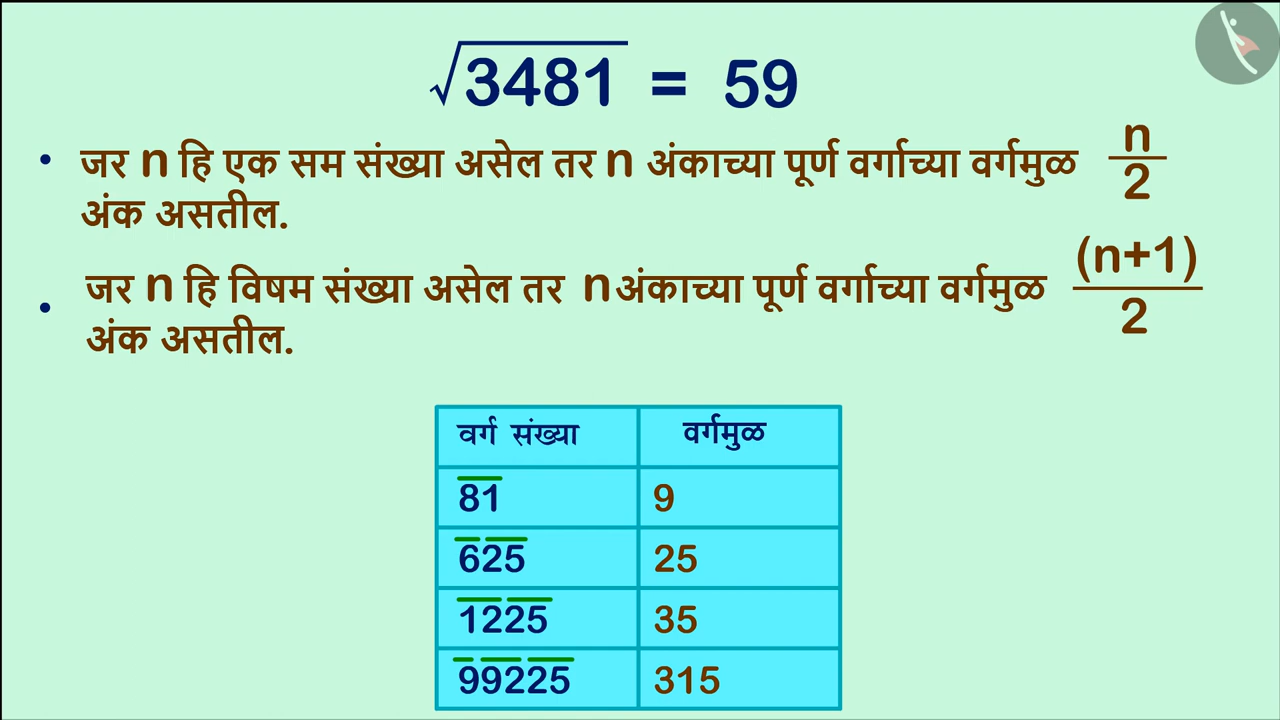 √3481 = 59
• जर n हि एक सम संख्या असेल तर n अंकाच्या पूर्ण वर्गाच्या वर्गमुळ n/2
अंक असतील.
• जर n हि विषम संख्या असेल तर n अंकाच्या पूर्ण वर्गाच्या वर्गमुळ (n+1)/2
अंक असतील.
वर्ग संख्या वर्गमुळ
81 9
625 25
1225 35
99225 315